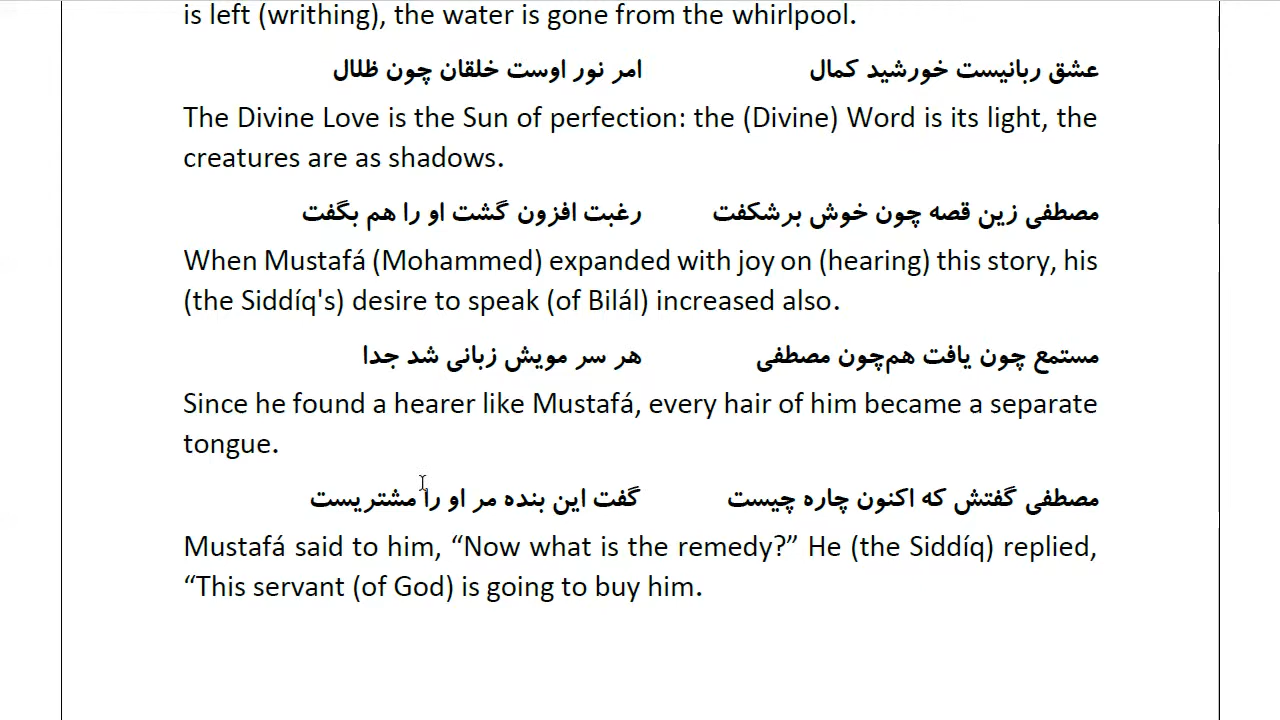 is left (writhing), the water is gone from the whirlpool.
عشق ربانیست خورشید کمال امر نور اوست خلقان چون ظلال
The Divine Love is the Sun of perfection: the (Divine) Word is its light, the
creatures are as shadows.
مصطفی زین قصه چون خوش برشکفت رغبت افزون گشت او را هم بگفت
When Mustafá (Mohammed) expanded with joy on (hearing) this story, his
(the Siddíq's) desire to speak (of Bilál) increased also.
مستمع چون یافت هم‌چون مصطفی هر سر مویش زبانی شد جدا
Since he found a hearer like Mustafá, every hair of him became a separate
tongue.
مصطفی گفتش که اکنون چاره چیست گفت این بنده مر او را مشتریست
Mustafá said to him, “Now what is the remedy?” He (the Siddíq) replied,
“This servant (of God) is going to buy him.